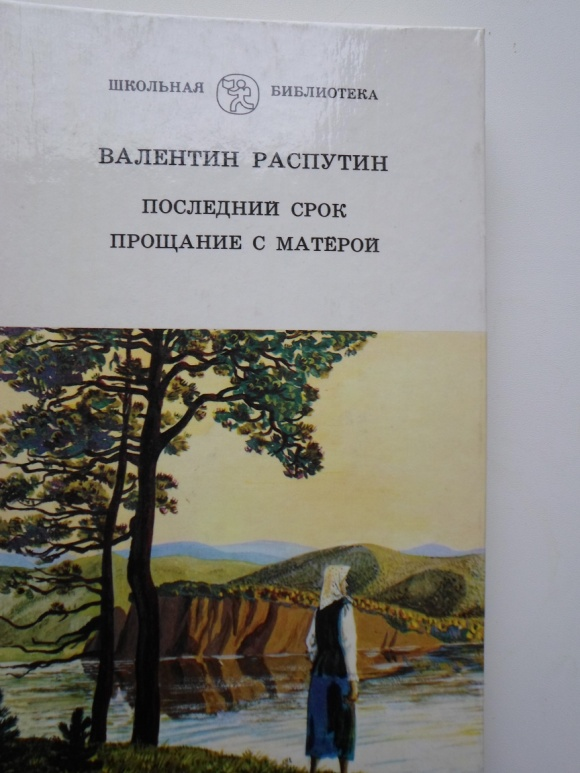 ШКОЛЬНАЯ БИБЛИОТЕКА
ВАЛЕНТИН РАСПУТИН
ПОСЛЕДНИЙ СРОК
ПРОЩАНИЕ С МАТЁРОЙ